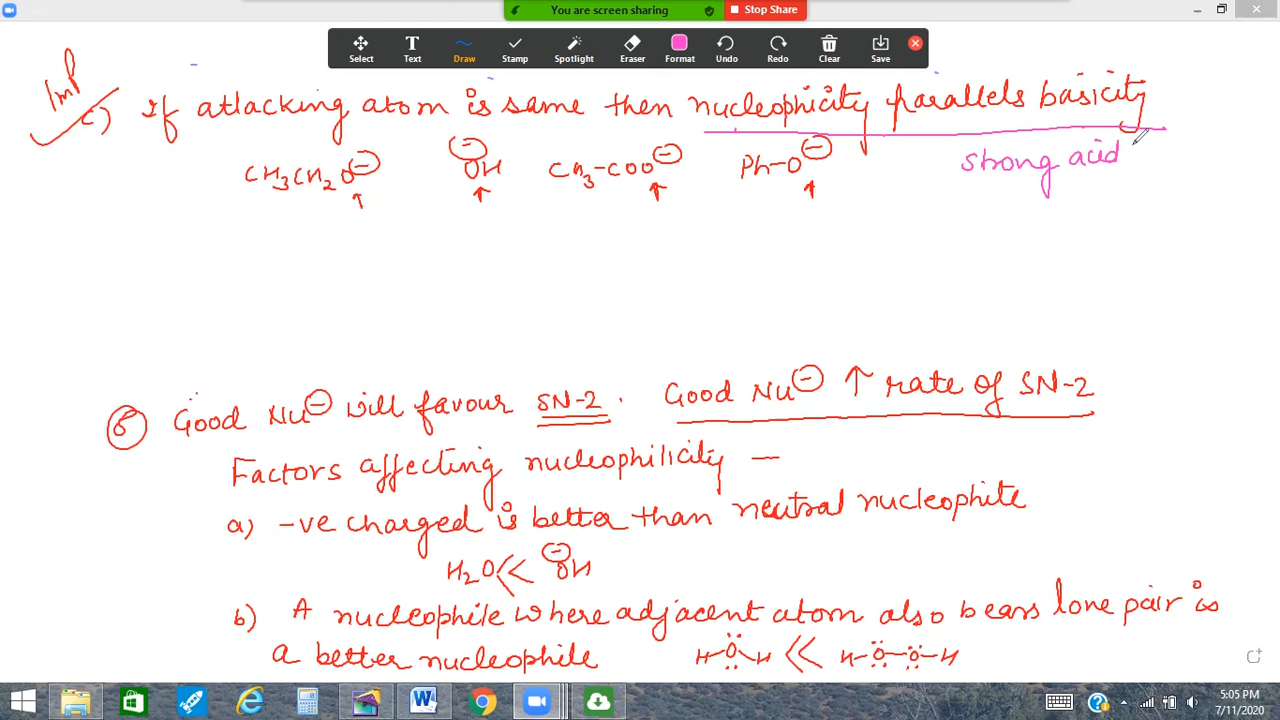 You are screen sharing Stop Share
Select Text Draw Stamp Spotlight Eraser Format Undo Redo Clear Save
Imp
c) If attacking atom is same then nucleophicity parallels basicity
CH3CH2O⊖ ⊖OH CH3-COO⊖ Ph-O⊖ strong acid
6 Good Nu⊖ will favour SN-2. Good Nu⊖ ↑ rate of SN-2
Factors affecting nucleophilicity —
a) -ve charged is better than neutral nucleophile
H2O << ⊖OH
b) A nucleophile where adjacent atom also bears lone pair is
a better nucleophile H-O-H << H-O-O-H
5:05 PM
7/11/2020